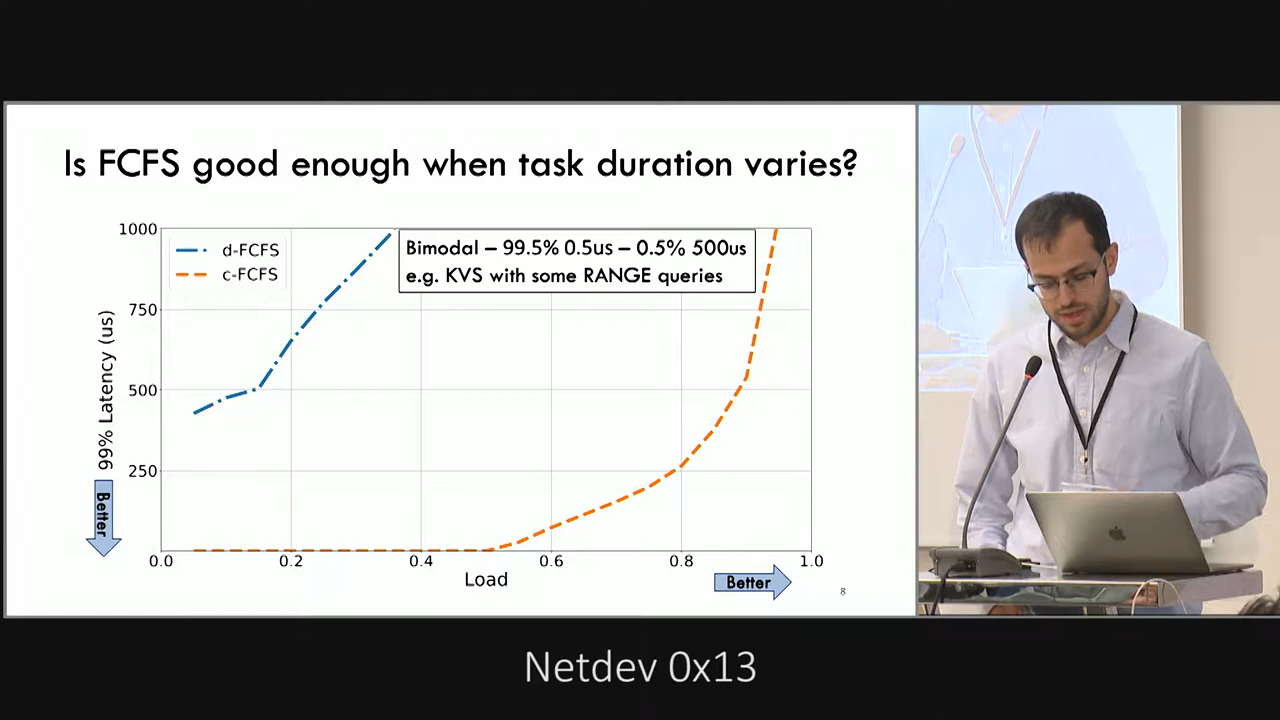 Is FCFS good enough when task duration varies?
1000
750
500
250
0
99% Latency (us)
Better
d-FCFS
c-FCFS
Bimodal – 99.5% 0.5us – 0.5% 500us
e.g. KVS with some RANGE queries
0.0 0.2 0.4 0.6 0.8 1.0
Load
Better
8
Netdev 0x13